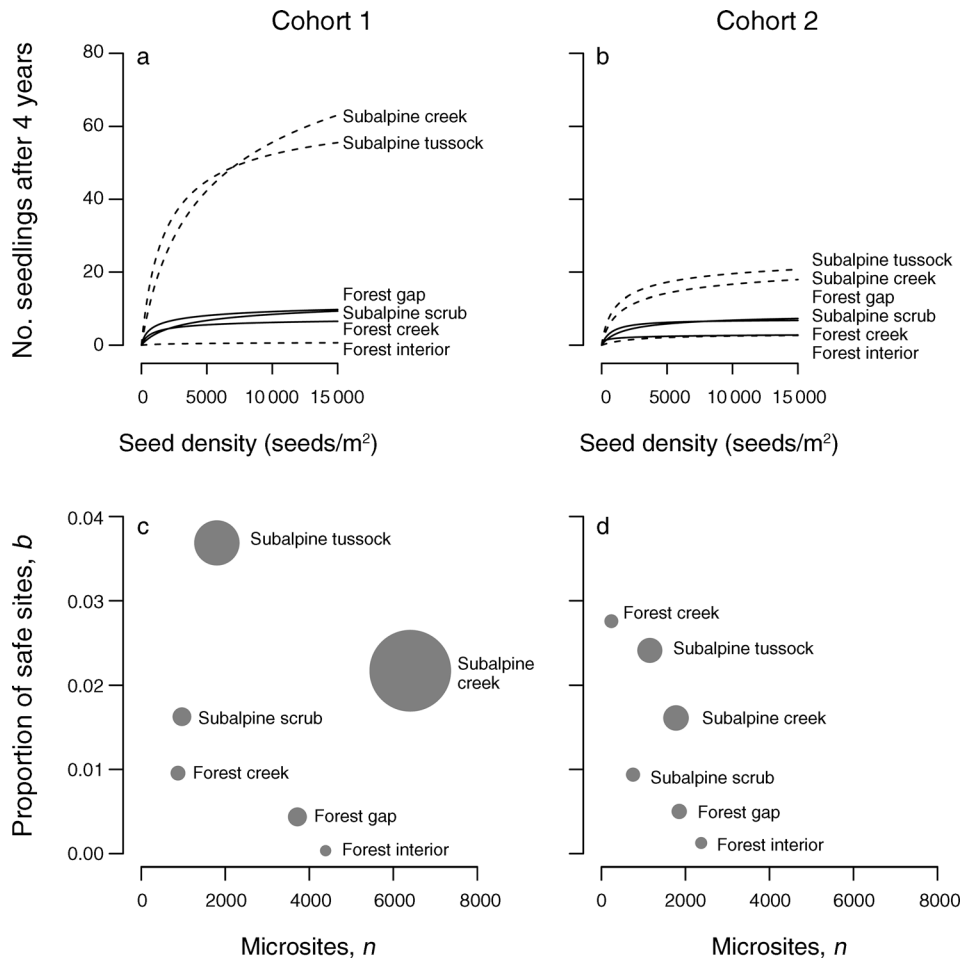 Cohort 1
Cohort 2
No. seedlings after 4 years
80
60
40
20
0
a
Subalpine creek
Subalpine tussock
Forest gap
Subalpine scrub
Forest creek
Forest interior
0 5000 10 000 15 000
Seed density (seeds/m²)
b
Subalpine tussock
Subalpine creek
Forest gap
Subalpine scrub
Forest creek
Forest interior
0 5000 10 000 15 000
Seed density (seeds/m²)
Proportion of safe sites, b
0.04
0.03
0.02
0.01
0.00
c
Subalpine tussock
Subalpine
creek
Subalpine scrub
Forest creek
Forest gap
Forest interior
0 2000 4000 6000 8000
Microsites, n
d
Forest creek
Subalpine tussock
Subalpine creek
Subalpine scrub
Forest gap
Forest interior
0 2000 4000 6000 8000
Microsites, n